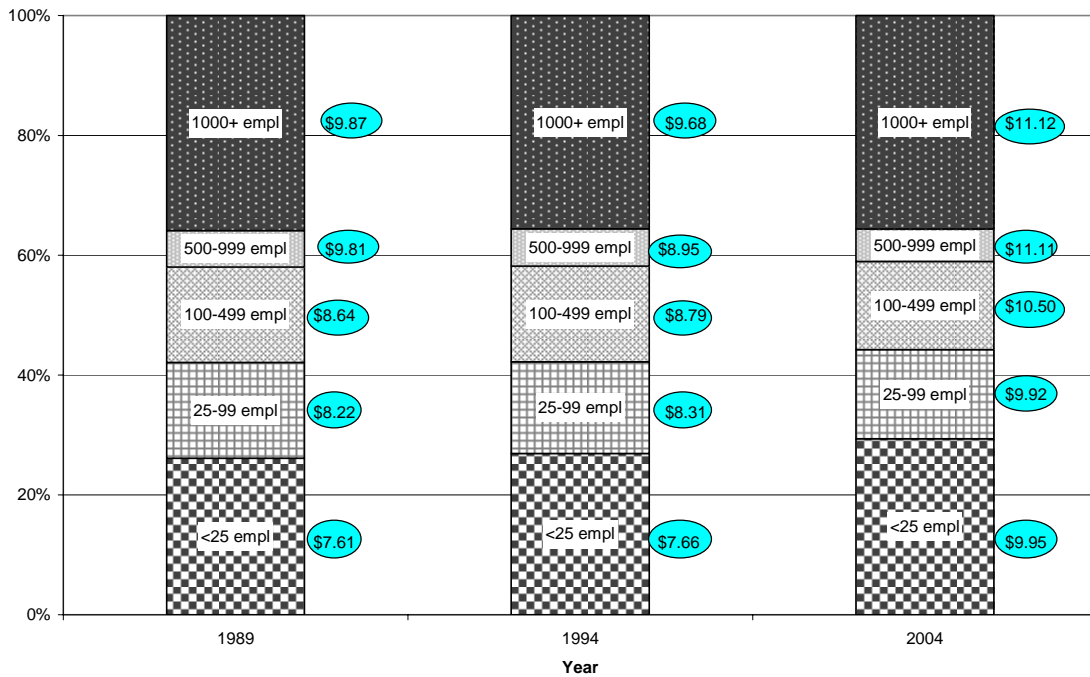 100%
80%
60%
40%
20%
0%
1000+ empl
$9.87
500-999 empl
$9.81
100-499 empl
$8.64
25-99 empl
$8.22
<25 empl
$7.61
1000+ empl
$9.68
500-999 empl
$8.95
100-499 empl
$8.79
25-99 empl
$8.31
<25 empl
$7.66
1000+ empl
$11.12
500-999 empl
$11.11
100-499 empl
$10.50
25-99 empl
$9.92
<25 empl
$9.95
1989
1994
2004
Year